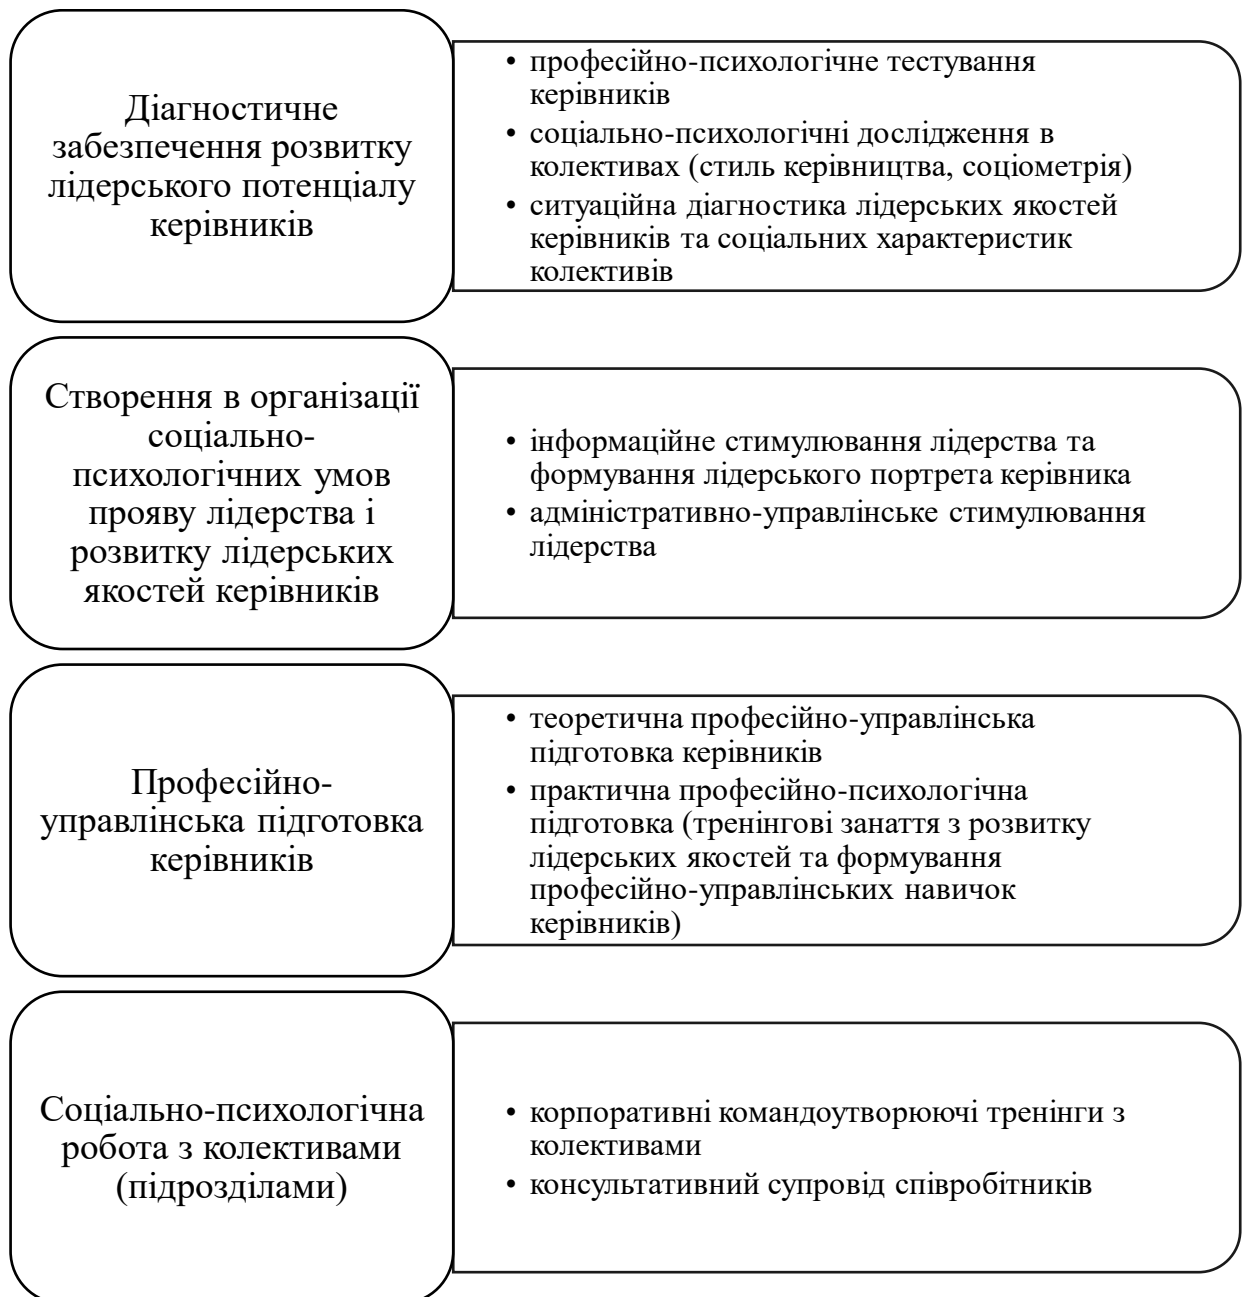 Діагностичне
забезпечення розвитку
лідерського потенціалу
керівників
• професійно-психологічне тестування
керівників
• соціально-психологічні дослідження в
колективах (стиль керівництва, соціометрія)
• ситуаційна діагностика лідерських якостей
керівників та соціальних характеристик
колективів
Створення в організації
соціально-
психологічних умов
прояву лідерства і
розвитку лідерських
якостей керівників
• інформаційне стимулювання лідерства та
формування лідерського портрета керівника
• адміністративно-управлінське стимулювання
лідерства
Професійно-
управлінська підготовка
керівників
• теоретична професійно-управлінська
підготовка керівників
• практична професійно-психологічна
підготовка (тренінгові занаття з розвитку
лідерських якостей та формування
професійно-управлінських навичок
керівників)
Соціально-психологічна
робота з колективами
(підрозділами)
• корпоративні командоутворюючі тренінги з
колективами
• консультативний супровід співробітників